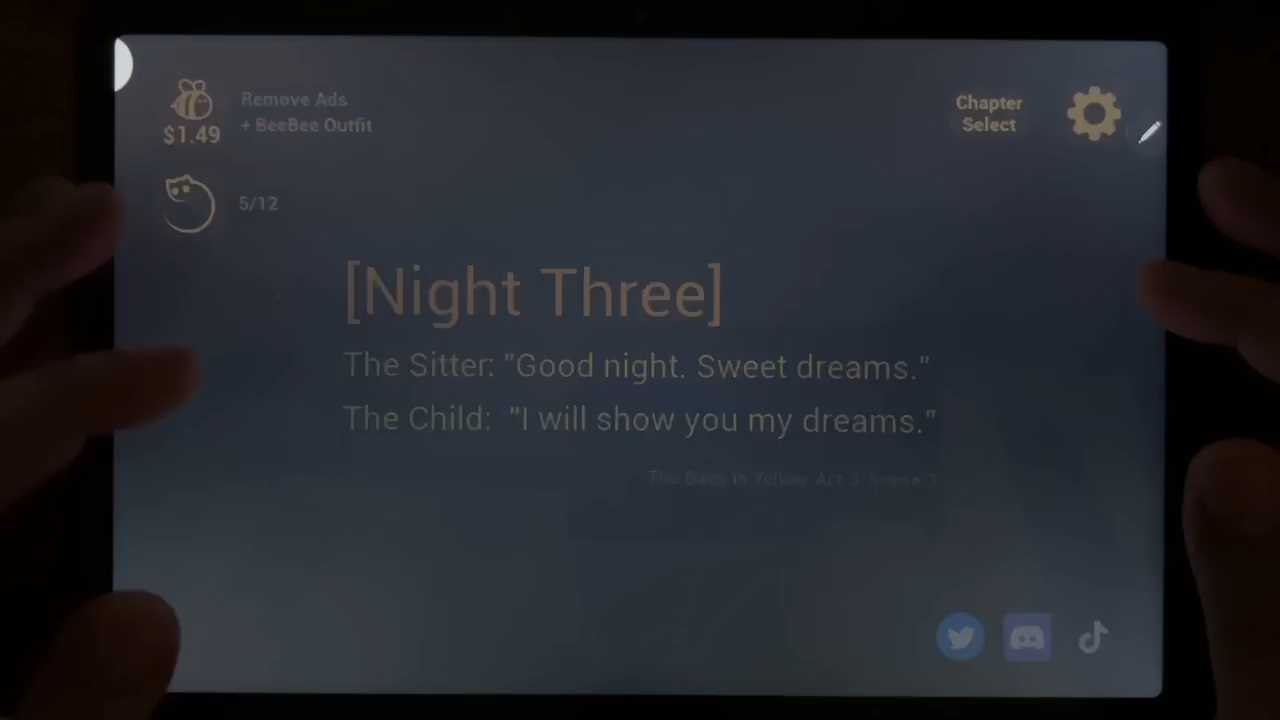 Remove Ads
+ BeeBee Outfit
$1.49
Chapter
Select
5/12
[Night Three]
The Sitter: "Good night. Sweet dreams."
The Child: "I will show you my dreams."
The Baby in Yellow Act 3 Scene 1